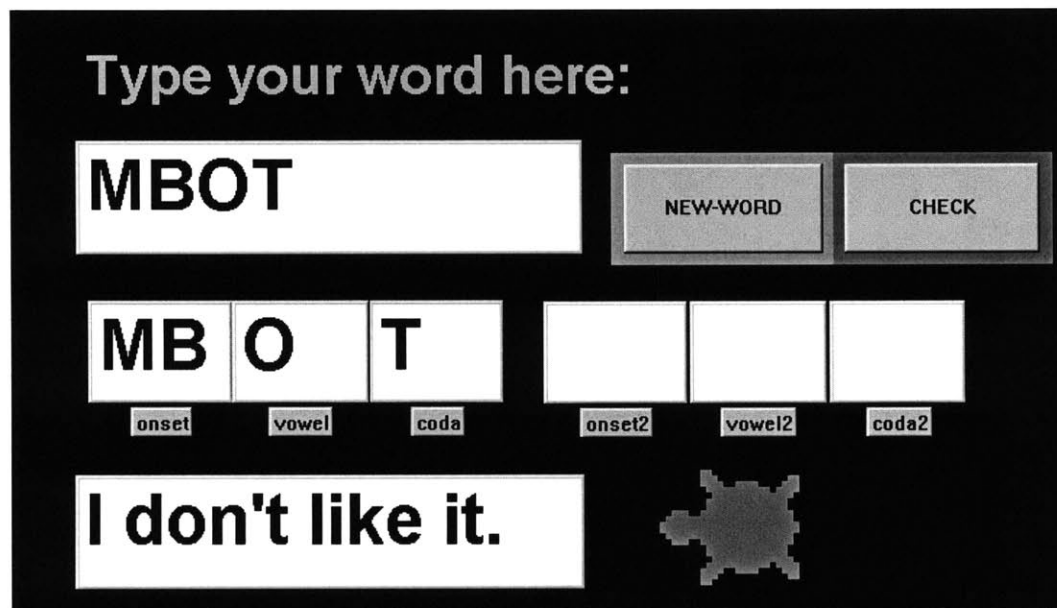 Type your word here:
MBOT
NEW-WORD CHECK
MB O T
onset vowel coda onset2 vowel2 coda2
I don't like it.